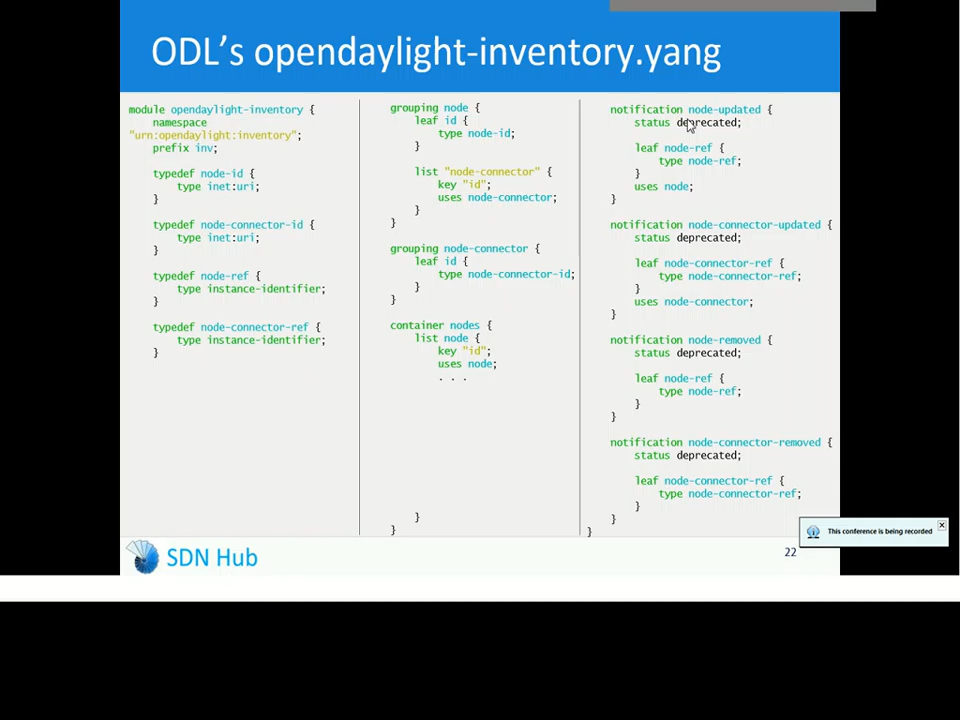 ODL's opendaylight-inventory.yang
module opendaylight-inventory {
namespace
"urn:opendaylight:inventory";
prefix inv;
typedef node-id {
type inet:uri;
}
typedef node-connector-id {
type inet:uri;
}
typedef node-ref {
type instance-identifier;
}
typedef node-connector-ref {
type instance-identifier;
}
grouping node {
leaf id {
type node-id;
}
list "node-connector" {
key "id";
uses node-connector;
}
}
grouping node-connector {
leaf id {
type node-connector-id;
}
}
container nodes {
list node {
key "id";
uses node;
. . .
}
}
notification node-updated {
status deprecated;
leaf node-ref {
type node-ref;
}
uses node;
}
notification node-connector-updated {
status deprecated;
leaf node-connector-ref {
type node-connector-ref;
}
uses node-connector;
}
notification node-removed {
status deprecated;
leaf node-ref {
type node-ref;
}
}
notification node-connector-removed {
status deprecated;
leaf node-connector-ref {
type node-connector-ref;
}
}
}
This conference is being recorded
SDN Hub
22